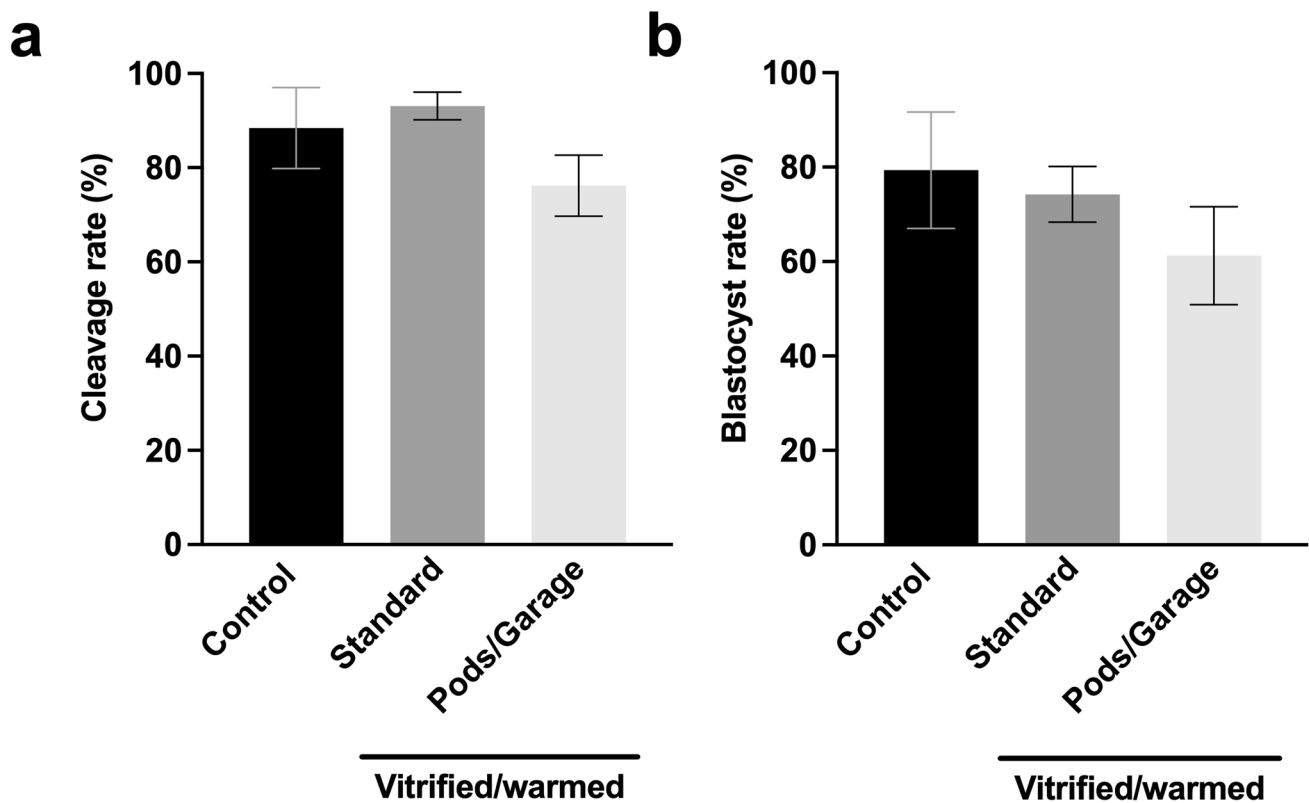 a
100
80
60
40
20
0
Cleavage rate (%)
Control
Standard
Pods/Garage
Vitrified/warmed
b
100
80
60
40
20
0
Blastocyst rate (%)
Control
Standard
Pods/Garage
Vitrified/warmed